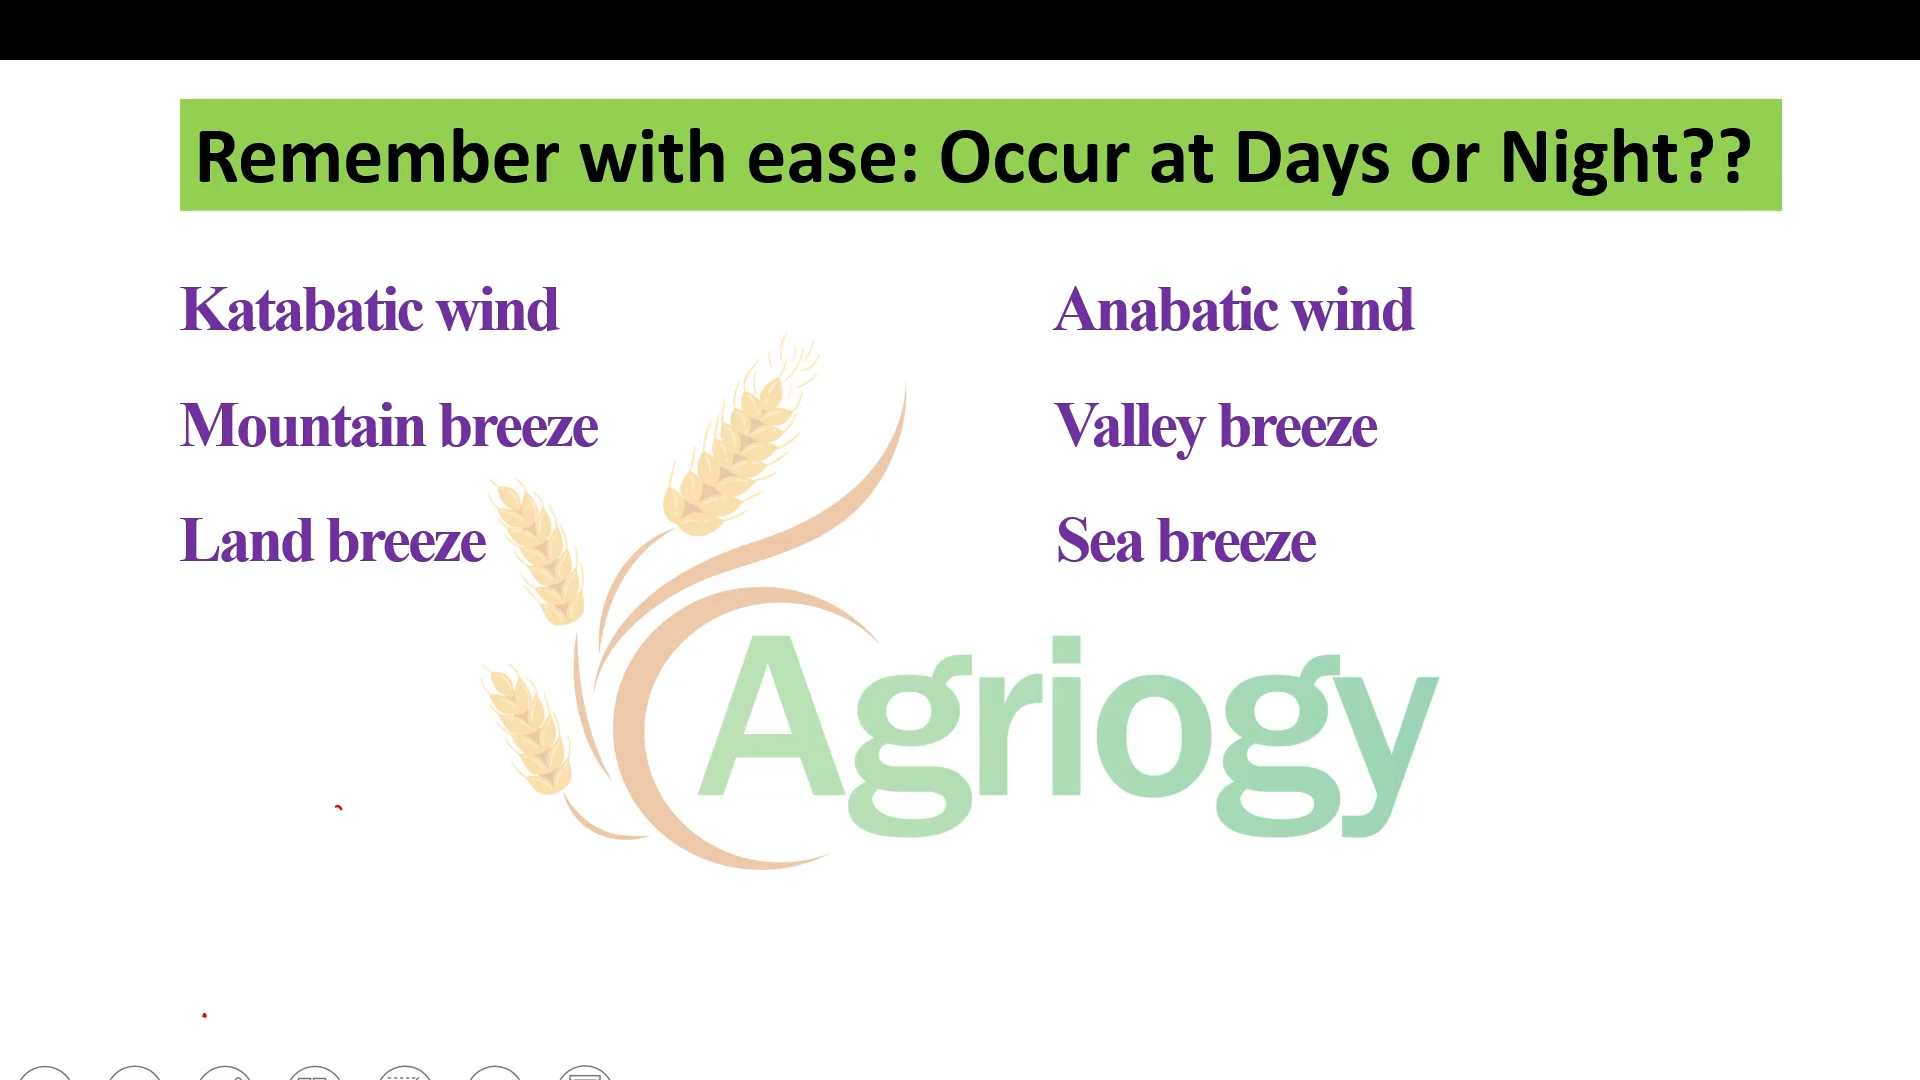 Remember with ease: Occur at Days or Night??
Katabatic wind
Anabatic wind
Mountain breeze
Valley breeze
Land breeze
Sea breeze
Agriogy